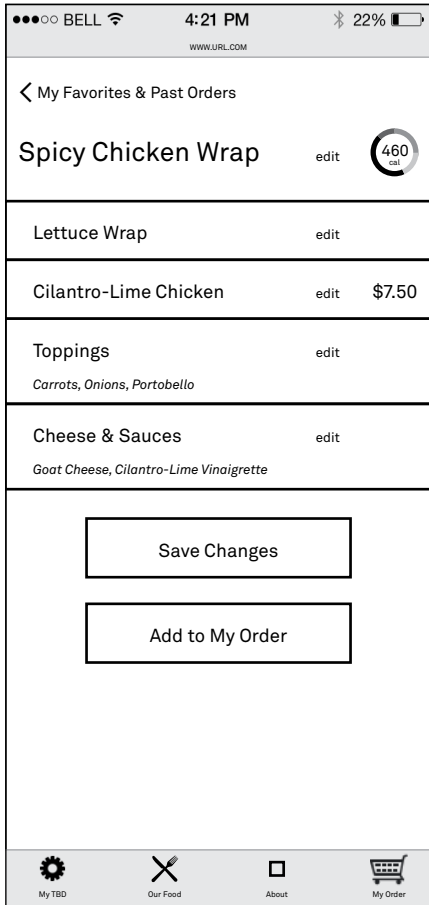 BELL 4:21 PM 22%
WWW.URL.COM
My Favorites & Past Orders
Spicy Chicken Wrap edit 460 cal
Lettuce Wrap edit
Cilantro-Lime Chicken edit $7.50
Toppings edit
Carrots, Onions, Portobello
Cheese & Sauces edit
Goat Cheese, Cilantro-Lime Vinaigrette
Save Changes
Add to My Order
My TBD Our Food About My Order